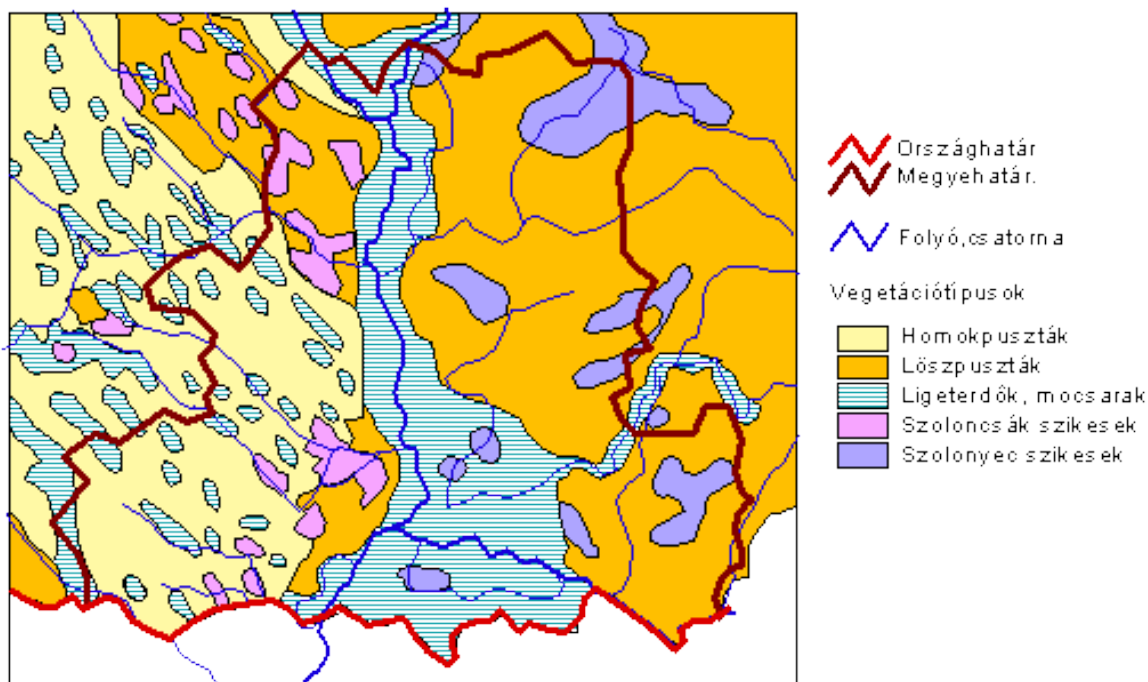 Országhatár
Megyehatár.
Folyó,csatorna
Vegetációtípusok
Homokpuszták
Löszpuszták
Ligeterdők, mocsarak
Szoloncsák szikesek
Szolonyec szikesek